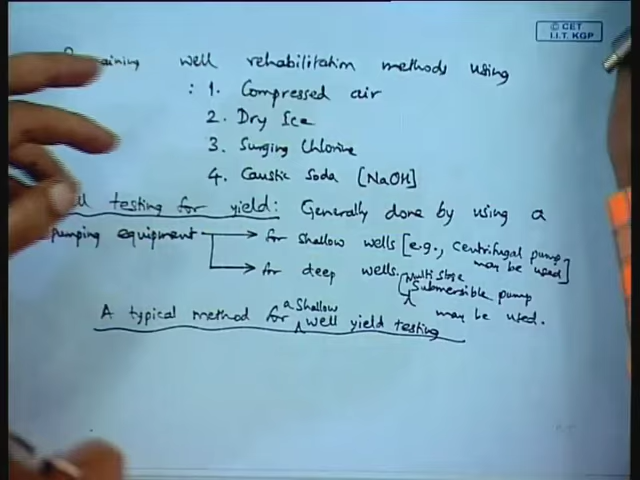 © CET
I.I.T. KGP
well rehabilitation methods using
: 1. Compressed air
2. Dry Ice
3. Surging Chlorine
4. Caustic Soda [NaOH]
testing for yield: Generally done by using a
pumping equipment → for shallow wells [e.g., Centrifugal pump
may be used]
→ for deep wells. [Multi stage
Submersible pump
may be used.
A typical method for a Shallow well yield testing